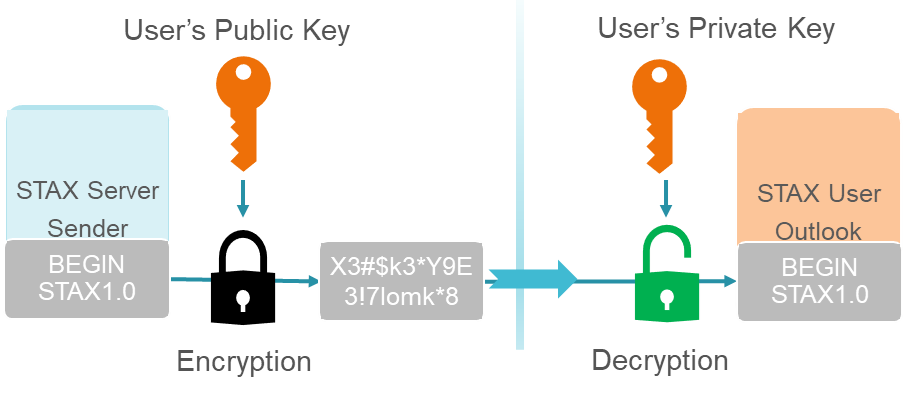 User’s Public Key
User’s Private Key
STAX Server
Sender
BEGIN
STAX1.0
X3#$k3*Y9E
3!7lomk*8
STAX User
Outlook
BEGIN
STAX1.0
Encryption
Decryption